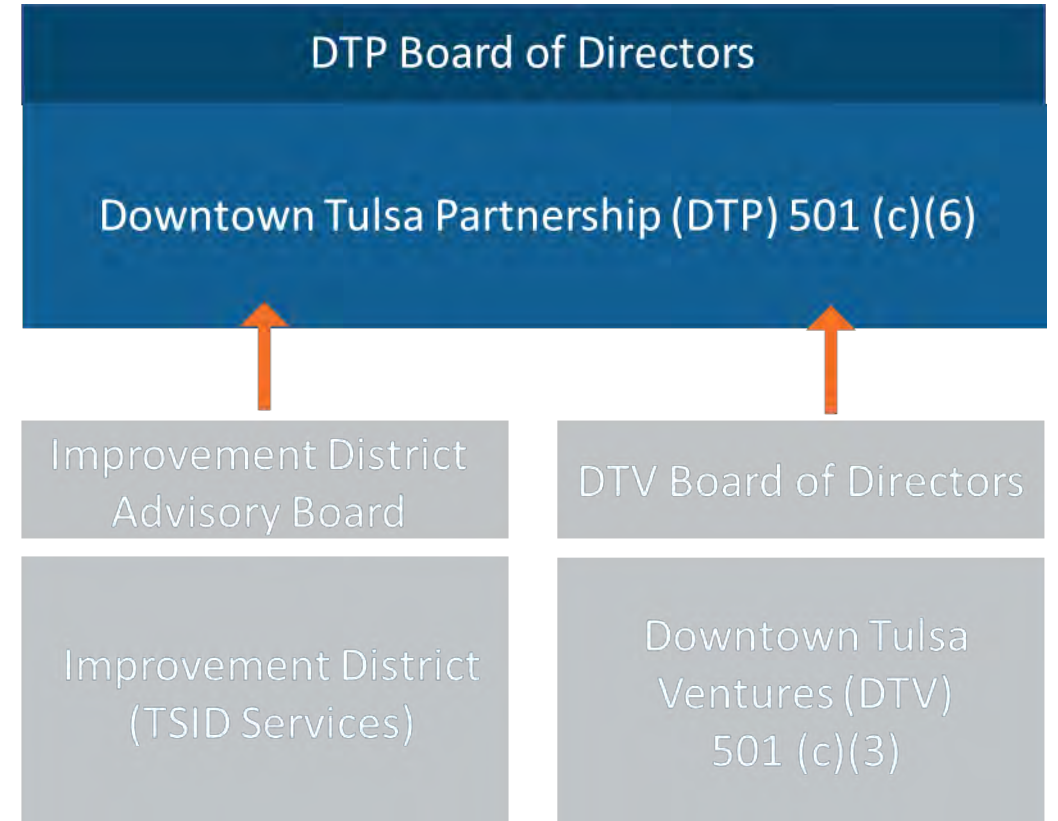 DTP Board of Directors
Downtown Tulsa Partnership (DTP) 501 (c)(6)
Improvement District
Advisory Board
DTV Board of Directors
Improvement District
(TSID Services)
Downtown Tulsa
Ventures (DTV)
501 (c)(3)